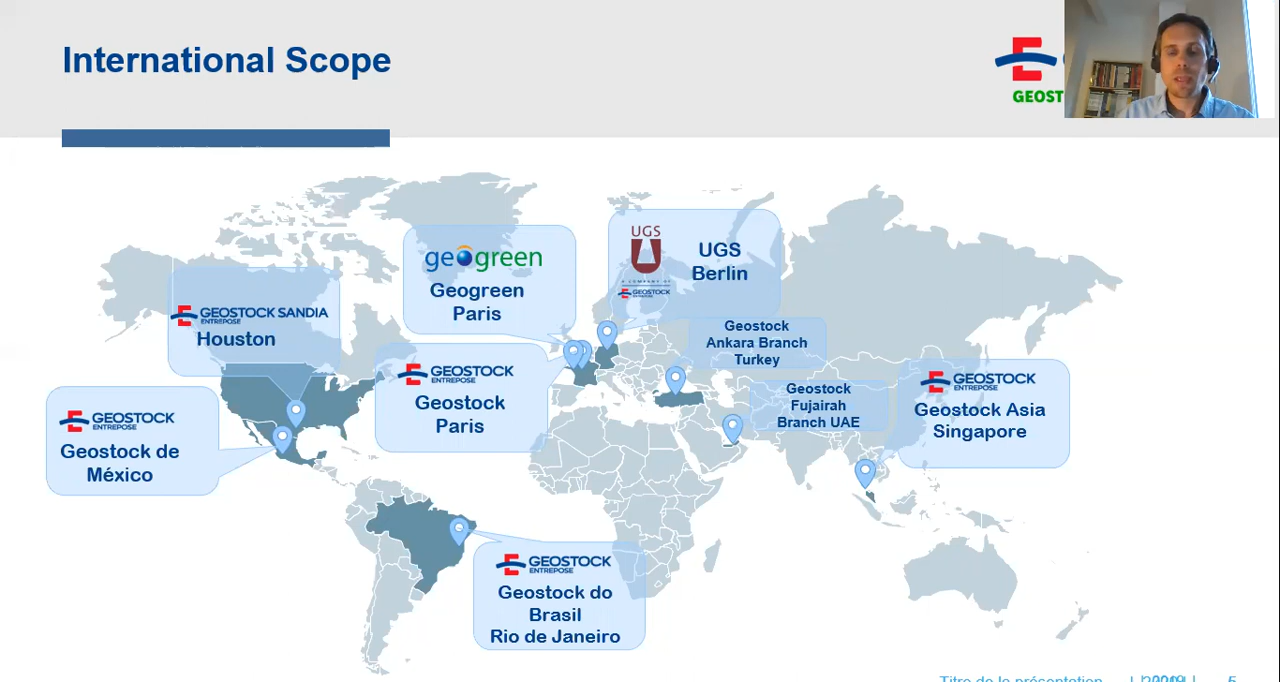 International Scope
GEOST
geogreen
Geogreen
Paris
UGS
A COMPANY OF
GEOSTOCK
ENTREPOSE
UGS
Berlin
GEOSTOCK SANDIA
ENTREPOSE
Houston
Geostock
Ankara Branch
Turkey
GEOSTOCK
ENTREPOSE
Geostock
Paris
Geostock
Fujairah
Branch UAE
GEOSTOCK
ENTREPOSE
Geostock Asia
Singapore
GEOSTOCK
ENTREPOSE
Geostock de
México
GEOSTOCK
ENTREPOSE
Geostock do
Brasil
Rio de Janeiro
Titre de la présentation
5